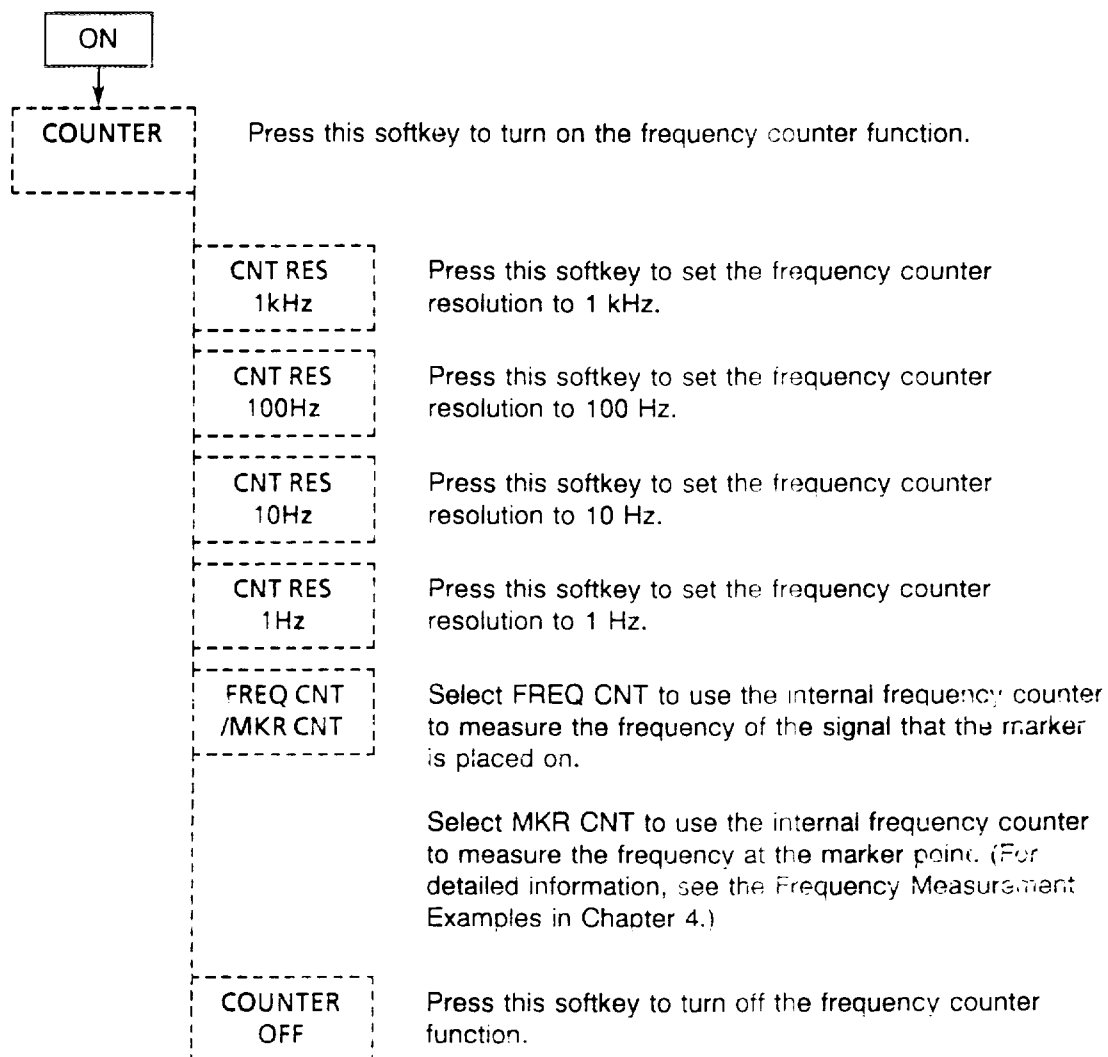 ON
COUNTER
Press this softkey to turn on the frequency counter function.
CNT RES
1kHz
Press this softkey to set the frequency counter
resolution to 1 kHz.
CNT RES
100Hz
Press this softkey to set the frequency counter
resolution to 100 Hz.
CNT RES
10Hz
Press this softkey to set the frequency counter
resolution to 10 Hz.
CNT RES
1Hz
Press this softkey to set the frequency counter
resolution to 1 Hz.
FREQ CNT
/MKR CNT
Select FREQ CNT to use the internal frequency counter
to measure the frequency of the signal that the marker
is placed on.
Select MKR CNT to use the internal frequency counter
to measure the frequency at the marker point. (For
detailed information, see the Frequency Measurement
Examples in Chapter 4.)
COUNTER
OFF
Press this softkey to turn off the frequency counter
function.